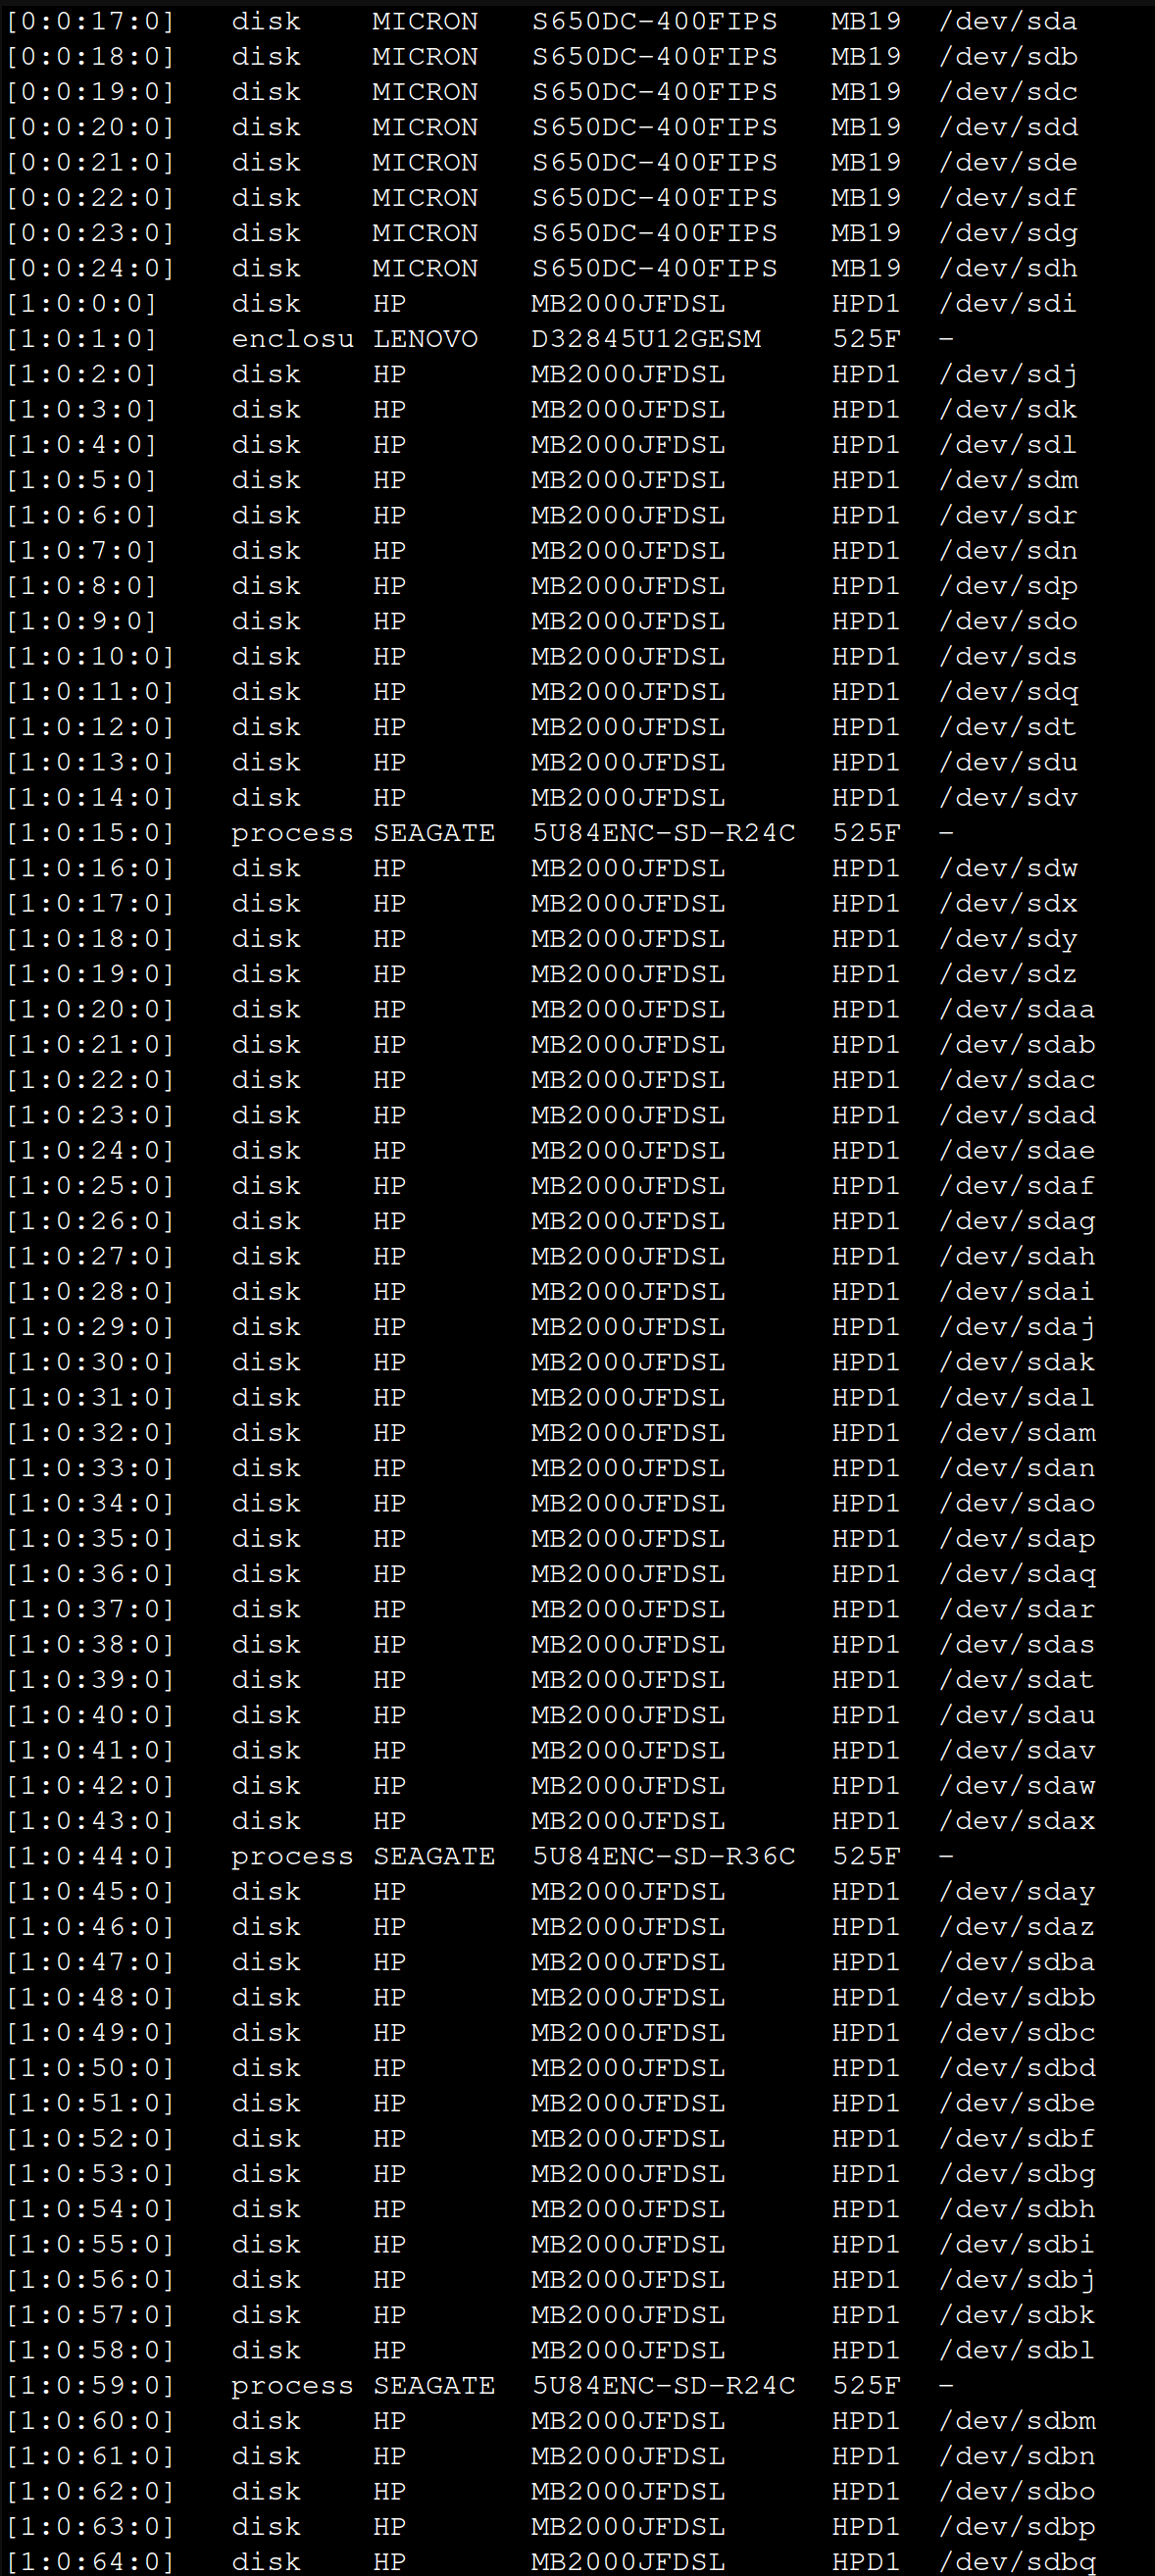 [0:0:17:0] disk MICRON S650DC-400FIPS MB19 /dev/sda
[0:0:18:0] disk MICRON S650DC-400FIPS MB19 /dev/sdb
[0:0:19:0] disk MICRON S650DC-400FIPS MB19 /dev/sdc
[0:0:20:0] disk MICRON S650DC-400FIPS MB19 /dev/sdd
[0:0:21:0] disk MICRON S650DC-400FIPS MB19 /dev/sde
[0:0:22:0] disk MICRON S650DC-400FIPS MB19 /dev/sdf
[0:0:23:0] disk MICRON S650DC-400FIPS MB19 /dev/sdg
[0:0:24:0] disk MICRON S650DC-400FIPS MB19 /dev/sdh
[1:0:0:0] disk HP MB2000JFDSL HPD1 /dev/sdi
[1:0:1:0] enclosu LENOVO D32845U12GESM 525F -
[1:0:2:0] disk HP MB2000JFDSL HPD1 /dev/sdj
[1:0:3:0] disk HP MB2000JFDSL HPD1 /dev/sdk
[1:0:4:0] disk HP MB2000JFDSL HPD1 /dev/sdl
[1:0:5:0] disk HP MB2000JFDSL HPD1 /dev/sdm
[1:0:6:0] disk HP MB2000JFDSL HPD1 /dev/sdr
[1:0:7:0] disk HP MB2000JFDSL HPD1 /dev/sdn
[1:0:8:0] disk HP MB2000JFDSL HPD1 /dev/sdp
[1:0:9:0] disk HP MB2000JFDSL HPD1 /dev/sdo
[1:0:10:0] disk HP MB2000JFDSL HPD1 /dev/sds
[1:0:11:0] disk HP MB2000JFDSL HPD1 /dev/sdq
[1:0:12:0] disk HP MB2000JFDSL HPD1 /dev/sdt
[1:0:13:0] disk HP MB2000JFDSL HPD1 /dev/sdu
[1:0:14:0] disk HP MB2000JFDSL HPD1 /dev/sdv
[1:0:15:0] process SEAGATE 5U84ENC-SD-R24C 525F -
[1:0:16:0] disk HP MB2000JFDSL HPD1 /dev/sdw
[1:0:17:0] disk HP MB2000JFDSL HPD1 /dev/sdx
[1:0:18:0] disk HP MB2000JFDSL HPD1 /dev/sdy
[1:0:19:0] disk HP MB2000JFDSL HPD1 /dev/sdz
[1:0:20:0] disk HP MB2000JFDSL HPD1 /dev/sdaa
[1:0:21:0] disk HP MB2000JFDSL HPD1 /dev/sdab
[1:0:22:0] disk HP MB2000JFDSL HPD1 /dev/sdac
[1:0:23:0] disk HP MB2000JFDSL HPD1 /dev/sdad
[1:0:24:0] disk HP MB2000JFDSL HPD1 /dev/sdae
[1:0:25:0] disk HP MB2000JFDSL HPD1 /dev/sdaf
[1:0:26:0] disk HP MB2000JFDSL HPD1 /dev/sdag
[1:0:27:0] disk HP MB2000JFDSL HPD1 /dev/sdah
[1:0:28:0] disk HP MB2000JFDSL HPD1 /dev/sdai
[1:0:29:0] disk HP MB2000JFDSL HPD1 /dev/sdaj
[1:0:30:0] disk HP MB2000JFDSL HPD1 /dev/sdak
[1:0:31:0] disk HP MB2000JFDSL HPD1 /dev/sdal
[1:0:32:0] disk HP MB2000JFDSL HPD1 /dev/sdam
[1:0:33:0] disk HP MB2000JFDSL HPD1 /dev/sdan
[1:0:34:0] disk HP MB2000JFDSL HPD1 /dev/sdao
[1:0:35:0] disk HP MB2000JFDSL HPD1 /dev/sdap
[1:0:36:0] disk HP MB2000JFDSL HPD1 /dev/sdaq
[1:0:37:0] disk HP MB2000JFDSL HPD1 /dev/sdar
[1:0:38:0] disk HP MB2000JFDSL HPD1 /dev/sdas
[1:0:39:0] disk HP MB2000JFDSL HPD1 /dev/sdat
[1:0:40:0] disk HP MB2000JFDSL HPD1 /dev/sdau
[1:0:41:0] disk HP MB2000JFDSL HPD1 /dev/sdav
[1:0:42:0] disk HP MB2000JFDSL HPD1 /dev/sdaw
[1:0:43:0] disk HP MB2000JFDSL HPD1 /dev/sdax
[1:0:44:0] process SEAGATE 5U84ENC-SD-R36C 525F -
[1:0:45:0] disk HP MB2000JFDSL HPD1 /dev/sday
[1:0:46:0] disk HP MB2000JFDSL HPD1 /dev/sdaz
[1:0:47:0] disk HP MB2000JFDSL HPD1 /dev/sdba
[1:0:48:0] disk HP MB2000JFDSL HPD1 /dev/sdbb
[1:0:49:0] disk HP MB2000JFDSL HPD1 /dev/sdbc
[1:0:50:0] disk HP MB2000JFDSL HPD1 /dev/sdbd
[1:0:51:0] disk HP MB2000JFDSL HPD1 /dev/sdbe
[1:0:52:0] disk HP MB2000JFDSL HPD1 /dev/sdbf
[1:0:53:0] disk HP MB2000JFDSL HPD1 /dev/sdbg
[1:0:54:0] disk HP MB2000JFDSL HPD1 /dev/sdbh
[1:0:55:0] disk HP MB2000JFDSL HPD1 /dev/sdbi
[1:0:56:0] disk HP MB2000JFDSL HPD1 /dev/sdbj
[1:0:57:0] disk HP MB2000JFDSL HPD1 /dev/sdbk
[1:0:58:0] disk HP MB2000JFDSL HPD1 /dev/sdbl
[1:0:59:0] process SEAGATE 5U84ENC-SD-R24C 525F -
[1:0:60:0] disk HP MB2000JFDSL HPD1 /dev/sdbm
[1:0:61:0] disk HP MB2000JFDSL HPD1 /dev/sdbn
[1:0:62:0] disk HP MB2000JFDSL HPD1 /dev/sdbo
[1:0:63:0] disk HP MB2000JFDSL HPD1 /dev/sdbp
[1:0:64:0] disk HP MB2000JFDSL HPD1 /dev/sdbq